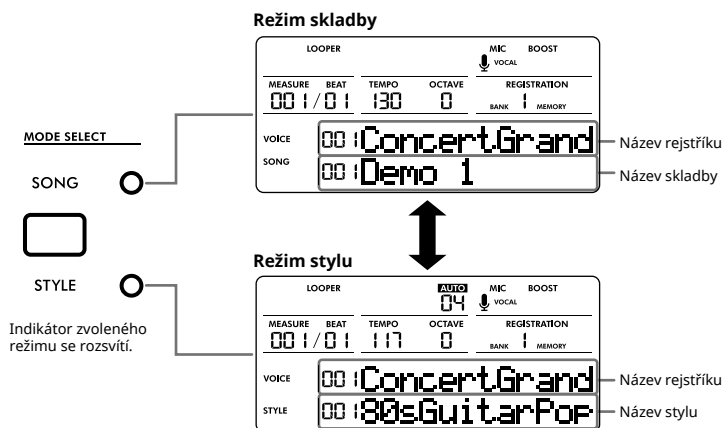 Režim skladby
LOOPER
MIC BOOST
VOCAL
MEASURE BEAT TEMPO OCTAVE REGISTRATION
001/01 130 0 BANK 1 MEMORY
MODE SELECT
VOICE 001 ConcertGrand Název rejstříku
SONG 001 Demo 1 Název skladby
SONG
Režim stylu
STYLE
LOOPER AUTO MIC BOOST
04 VOCAL
Indikátor zvoleného
režimu se rozsvítí.
MEASURE BEAT TEMPO OCTAVE REGISTRATION
001/01 117 0 BANK 1 MEMORY
VOICE 001 ConcertGrand Název rejstříku
STYLE 001 80sGuitarPop Název stylu